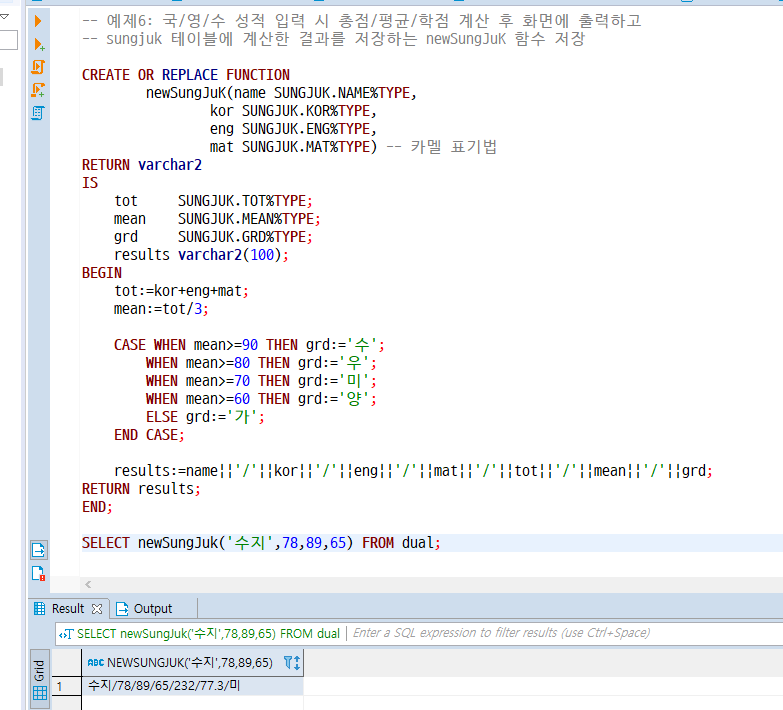 -- 예제6: 국/영/수 성적 입력 시 총점/평균/학점 계산 후 화면에 출력하고
-- sungjuk 테이블에 계산한 결과를 저장하는 newSungJuK 함수 저장
CREATE OR REPLACE FUNCTION
newSungJuK(name SUNGJUK.NAME%TYPE,
kor SUNGJUK.KOR%TYPE,
eng SUNGJUK.ENG%TYPE,
mat SUNGJUK.MAT%TYPE) -- 카멜 표기법
RETURN varchar2
IS
tot SUNGJUK.TOT%TYPE;
mean SUNGJUK.MEAN%TYPE;
grd SUNGJUK.GRD%TYPE;
results varchar2(100);
BEGIN
tot:=kor+eng+mat;
mean:=tot/3;
CASE WHEN mean>=90 THEN grd:='수';
WHEN mean>=80 THEN grd:='우';
WHEN mean>=70 THEN grd:='미';
WHEN mean>=60 THEN grd:='양';
ELSE grd:='가';
END CASE;
results:=name||'/'||kor||'/'||eng||'/'||mat||'/'||tot||'/'||mean||'/'||grd;
RETURN results;
END;
SELECT newSungJuk('수지',78,89,65) FROM dual;
Result Output
SELECT newSungJuk('수지',78,89,65) FROM dual Enter a SQL expression to filter results (use Ctrl+Space)
Grid
ABC NEWSUNGJUK('수지',78,89,65)
1 수지/78/89/65/232/77.3/미